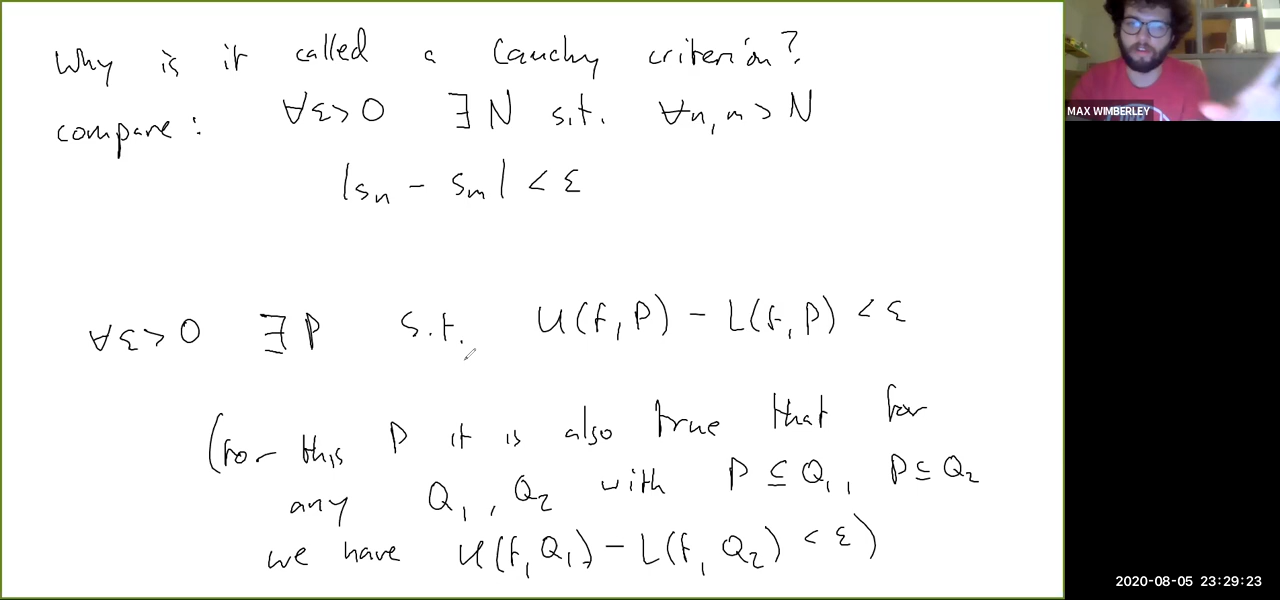 Why is it called a Cauchy criterion?
compare: ∀ε>0 ∃N s.t. ∀n,m>N
|sₙ - sₘ| < ε
∀ε>0 ∃P s.t. U(f,P) - L(f,P) < ε
(for this P it is also true that for
any Q₁, Q₂ with P ⊆ Q₁, P ⊆ Q₂
we have U(f,Q₁) - L(f,Q₂) < ε)
MAX WIMBERLEY
2020-08-05 23:29:23